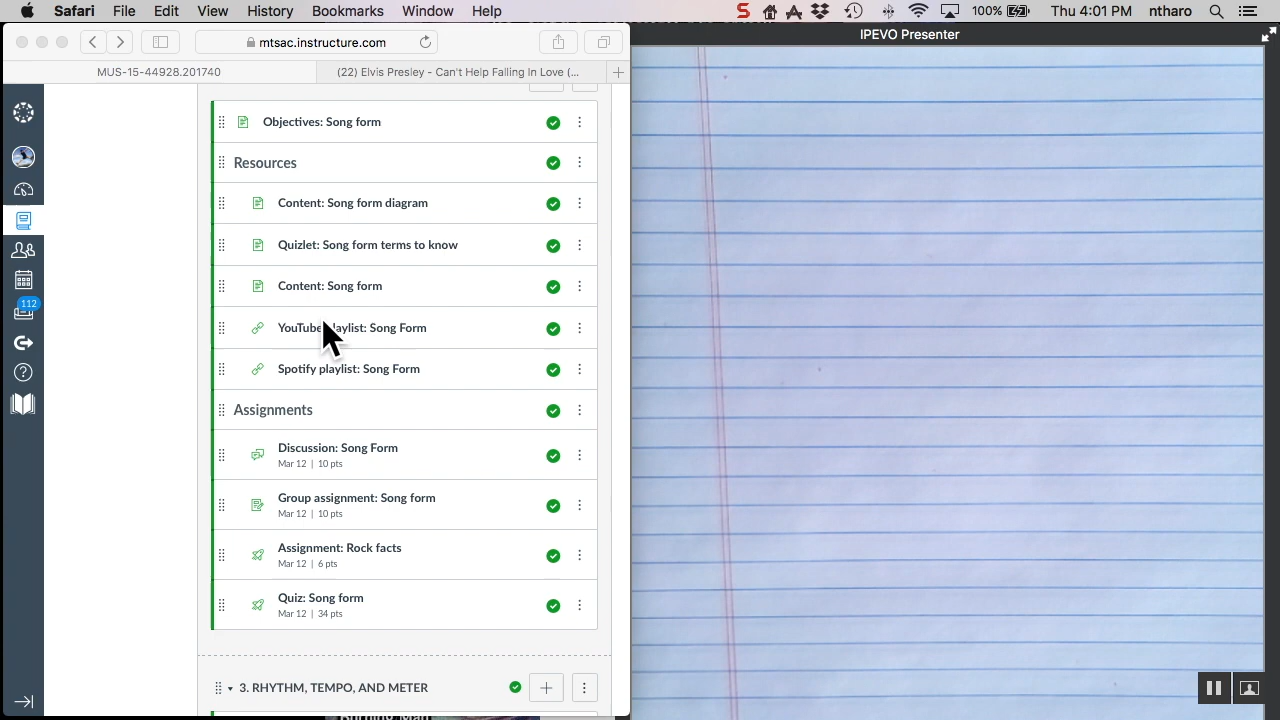 Safari File Edit View History Bookmarks Window Help
100% Thu 4:01 PM ntharo
mtsac.instructure.com
IPEVO Presenter
MUS-15-44928.201740
(22) Elvis Presley - Can't Help Falling In Love (...
Objectives: Song form
Resources
Content: Song form diagram
Quizlet: Song form terms to know
Content: Song form
112
YouTube playlist: Song Form
Spotify playlist: Song Form
Assignments
Discussion: Song Form
Mar 12 | 10 pts
Group assignment: Song form
Mar 12 | 10 pts
Assignment: Rock facts
Mar 12 | 6 pts
Quiz: Song form
Mar 12 | 34 pts
3. RHYTHM, TEMPO, AND METER